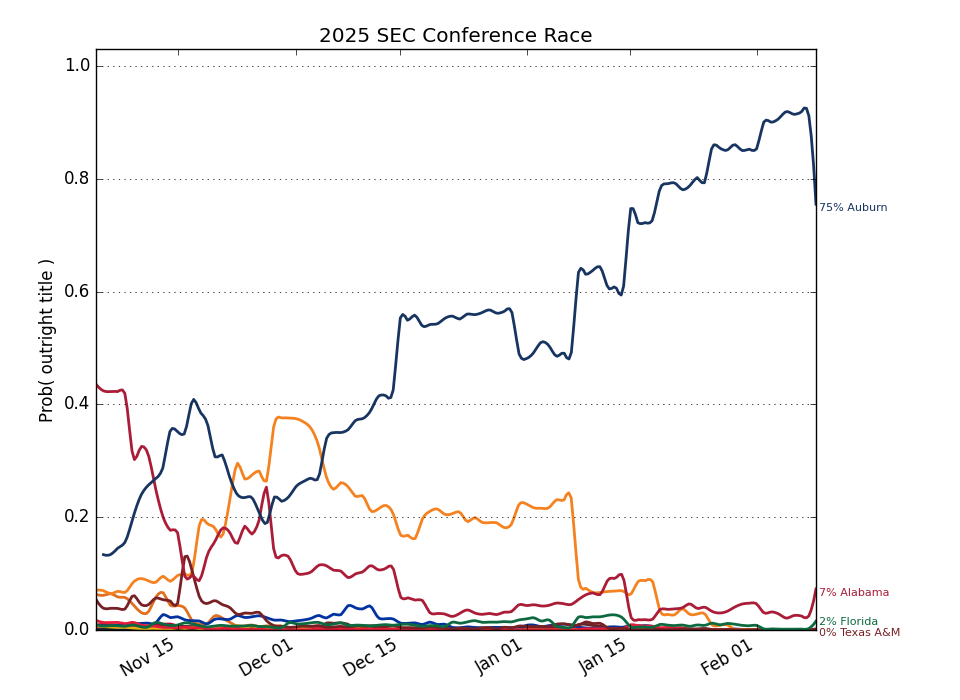 2025 SEC Conference Race
Prob( outright title )
1.0
0.8
0.6
0.4
0.2
0.0
Nov 15
Dec 01
Dec 15
Jan 01
Jan 15
Feb 01
75% Auburn
7% Alabama
2% Florida
0% Texas A&M